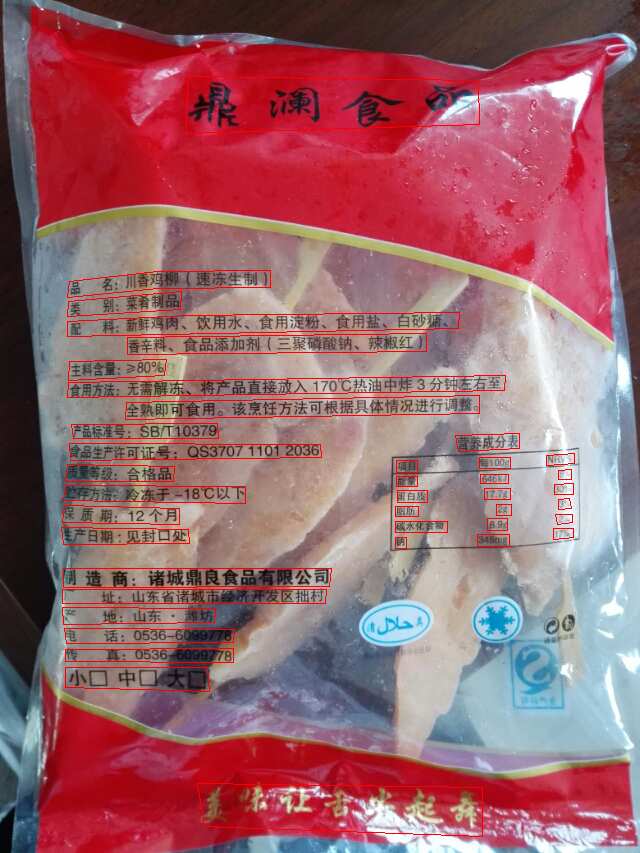 鼎澜食品
品 名：川香鸡柳（速冻生制）
类 别：菜肴制品
配 料：新鲜鸡肉、饮用水、食用淀粉、食用盐、白砂糖、
香辛料、食品添加剂（三聚磷酸钠、辣椒红）
主料含量：≥80%
食用方法：无需解冻、将产品直接放入170℃热油中炸3分钟左右至
全熟即可食用。该烹饪方法可根据具体情况进行调整。
产品标准号：SB/T10379
食品生产许可证号：QS3707 1101 2036
质量等级：合格品
贮存方法：冷冻于-18℃以下
保 质 期：12个月
生产日期：见封口处
营养成分表
项目 每100g NRV%
能量 646kJ
蛋白质 17.7g
脂肪 2g
碳水化合物 6.9g
钠 345mg
制 造 商：诸城鼎良食品有限公司
厂 址：山东省诸城市经济开发区拙村
产 地：山东·潍坊
电 话：0536-6099778
传 真：0536-6099778
小□ 中□ 大□
清 حلال 真
美味让舌尖起舞